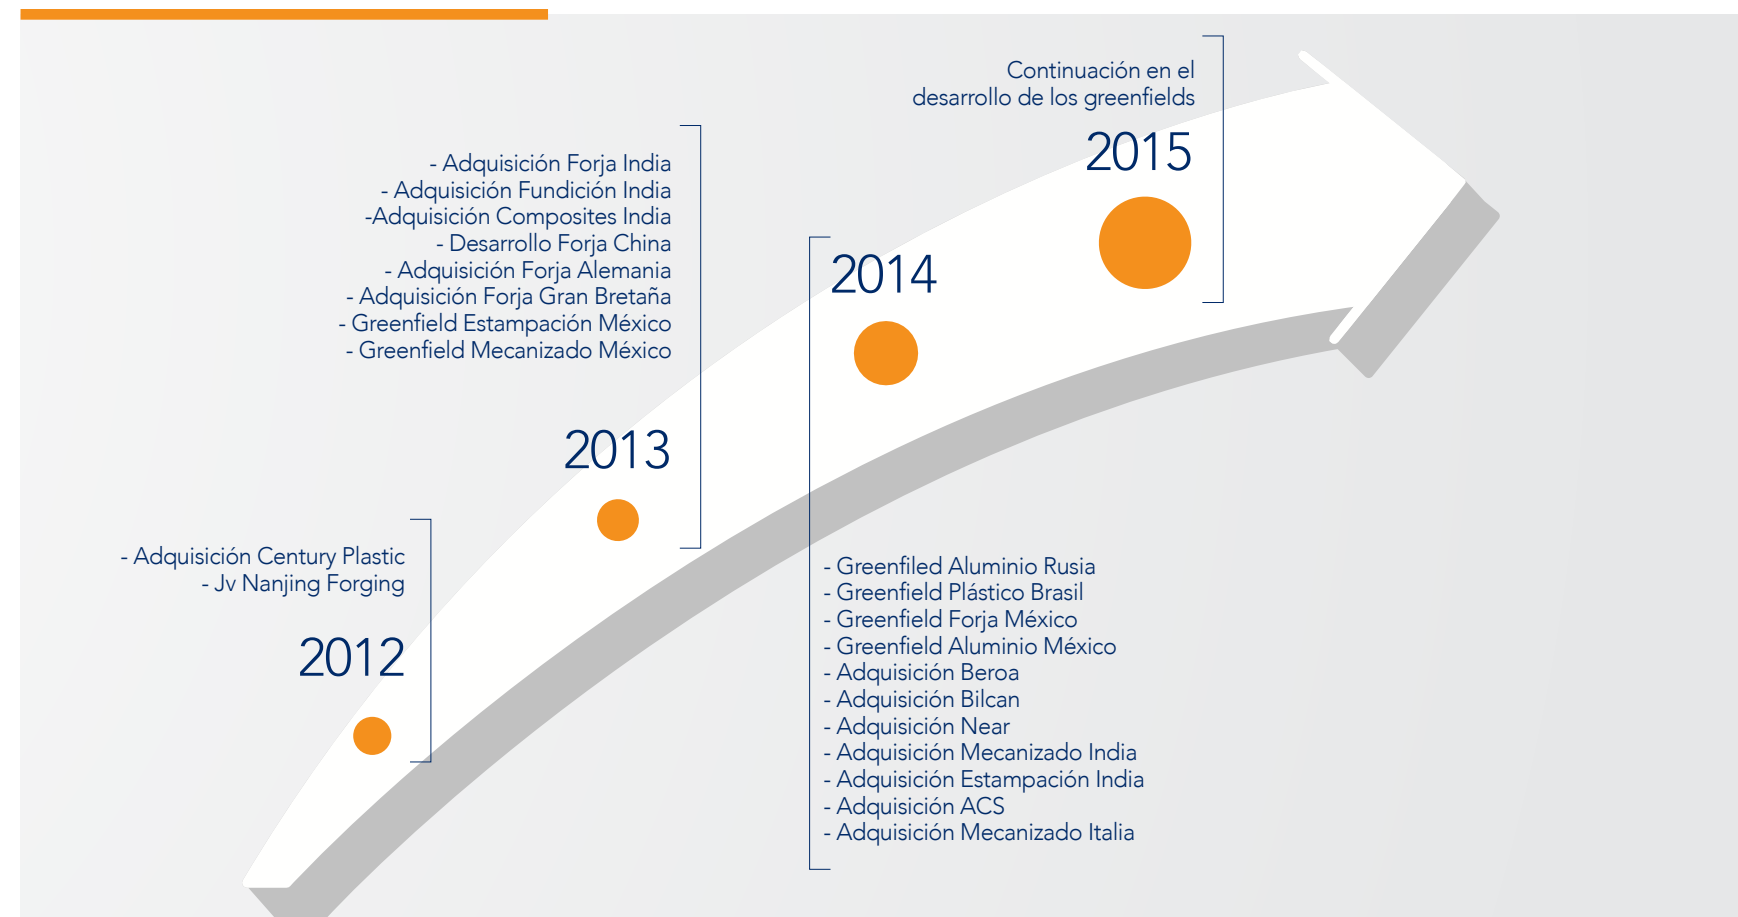 - Adquisición Century Plastic
- Jv Nanjing Forging
2012
- Adquisición Forja India
- Adquisición Fundición India
-Adquisición Composites India
- Desarrollo Forja China
- Adquisición Forja Alemania
- Adquisición Forja Gran Bretaña
- Greenfield Estampación México
- Greenfield Mecanizado México
2013
2014
- Greenfiled Aluminio Rusia
- Greenfield Plástico Brasil
- Greenfield Forja México
- Greenfield Aluminio México
- Adquisición Beroa
- Adquisición Bilcan
- Adquisición Near
- Adquisición Mecanizado India
- Adquisición Estampación India
- Adquisición ACS
- Adquisición Mecanizado Italia
Continuación en el
desarrollo de los greenfields
2015